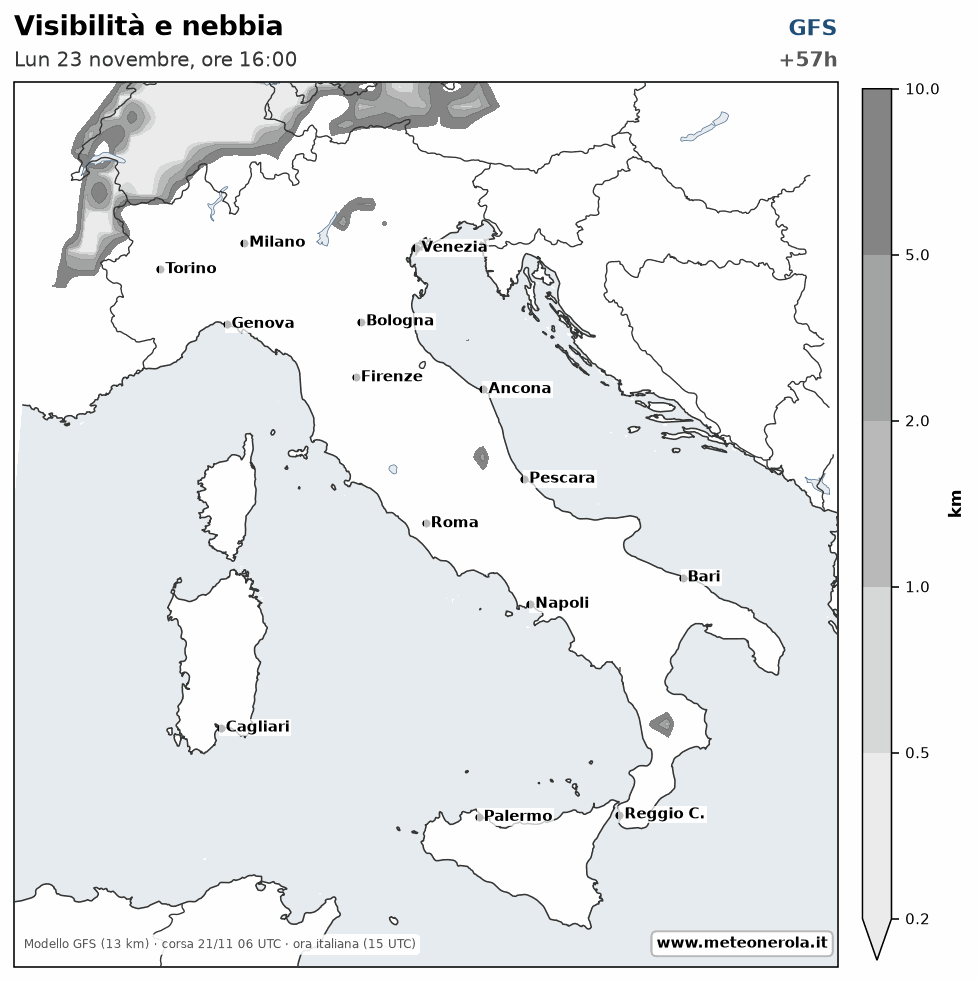 Visibilità e nebbia
GFS
Lun 23 novembre, ore 16:00
+57h
10.0
5.0
2.0
1.0
0.5
0.2
km
Milano
Venezia
Torino
Genova
Bologna
Firenze
Ancona
Pescara
Roma
Bari
Napoli
Cagliari
Palermo
Reggio C.
Modello GFS (13 km) · corsa 21/11 06 UTC · ora italiana (15 UTC)
www.meteonerola.it